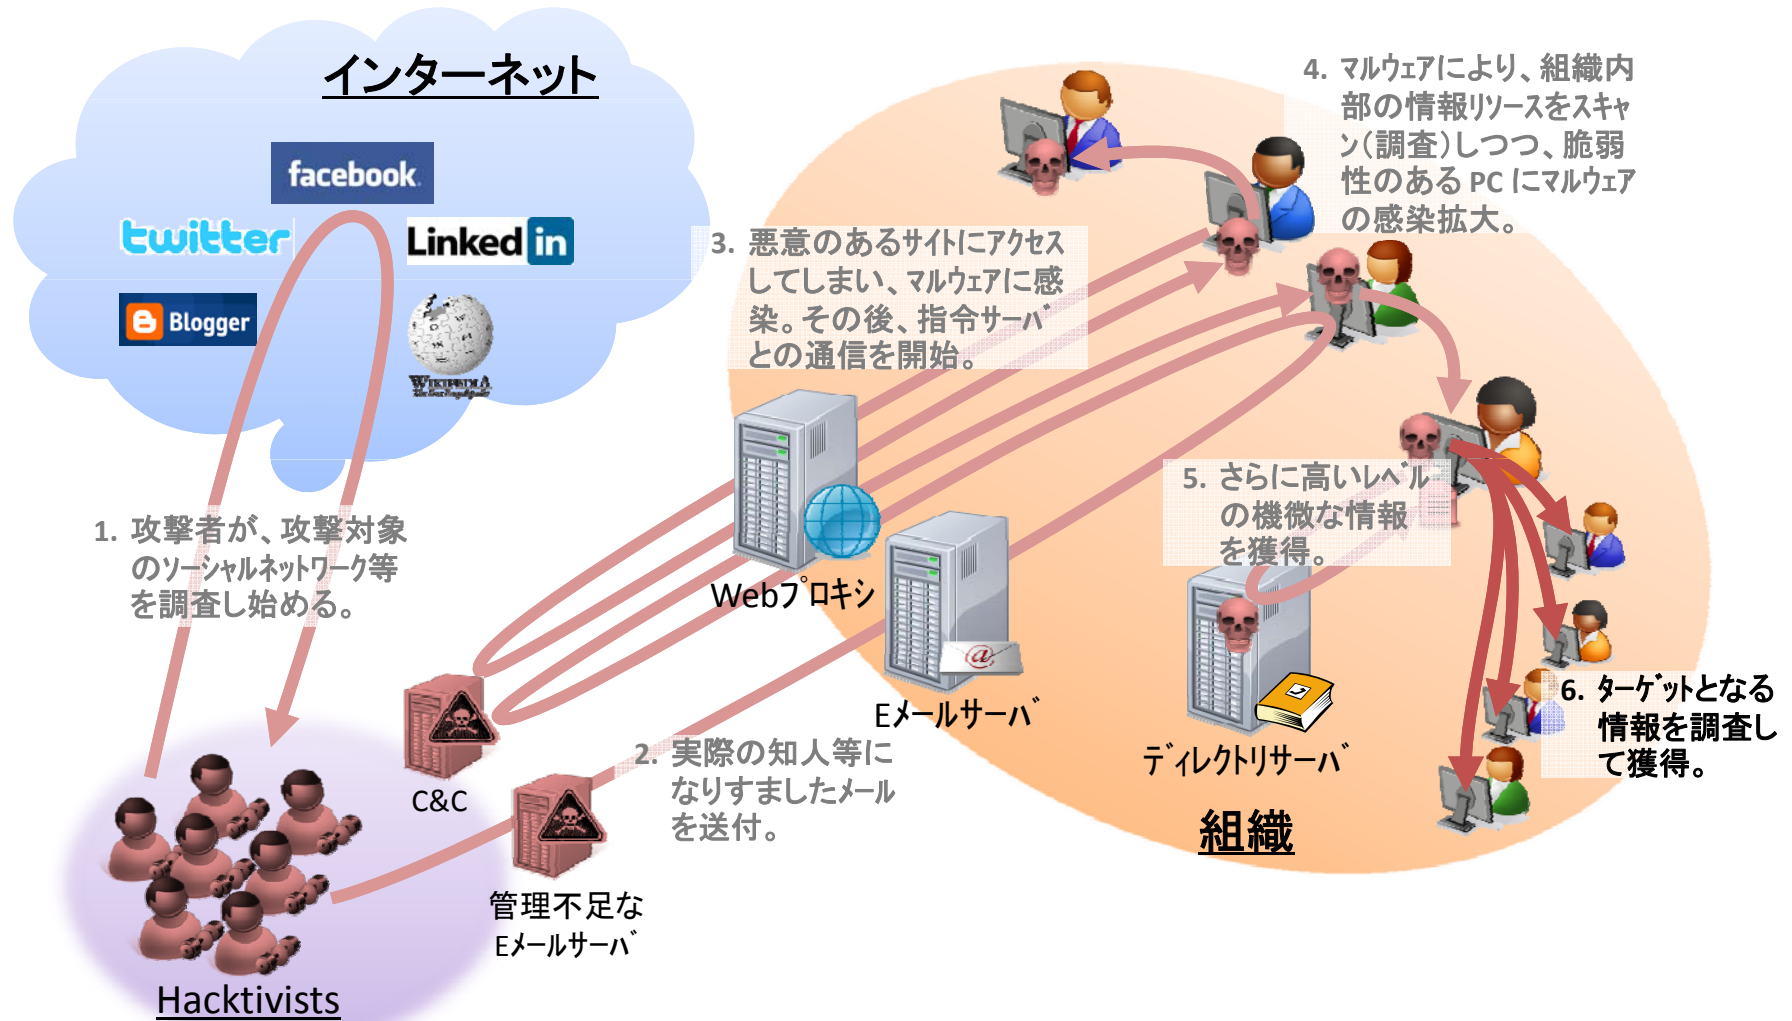 インターネット
facebook
twitter
Linked in
Blogger
WIKIPEDIA
The Free Encyclopedia
1. 攻撃者が、攻撃対象
のソーシャルネットワーク等
を調査し始める。
Hacktivists
C&C
管理不足な
Eメールサーバ
2. 実際の知人等に
なりすましたメール
を送付。
3. 悪意のあるサイトにアクセス
してしまい、マルウェアに感
染。その後、指令サーバ
との通信を開始。
Webプロキシ
@
Eメールサーバ
4. マルウェアにより、組織内
部の情報リソースをスキャ
ン(調査)しつつ、脆弱
性のある PC にマルウェア
の感染拡大。
5. さらに高いレベル
の機微な情報
を獲得。
ディレクトリサーバ
組織
6. ターゲットとなる
情報を調査し
て獲得。